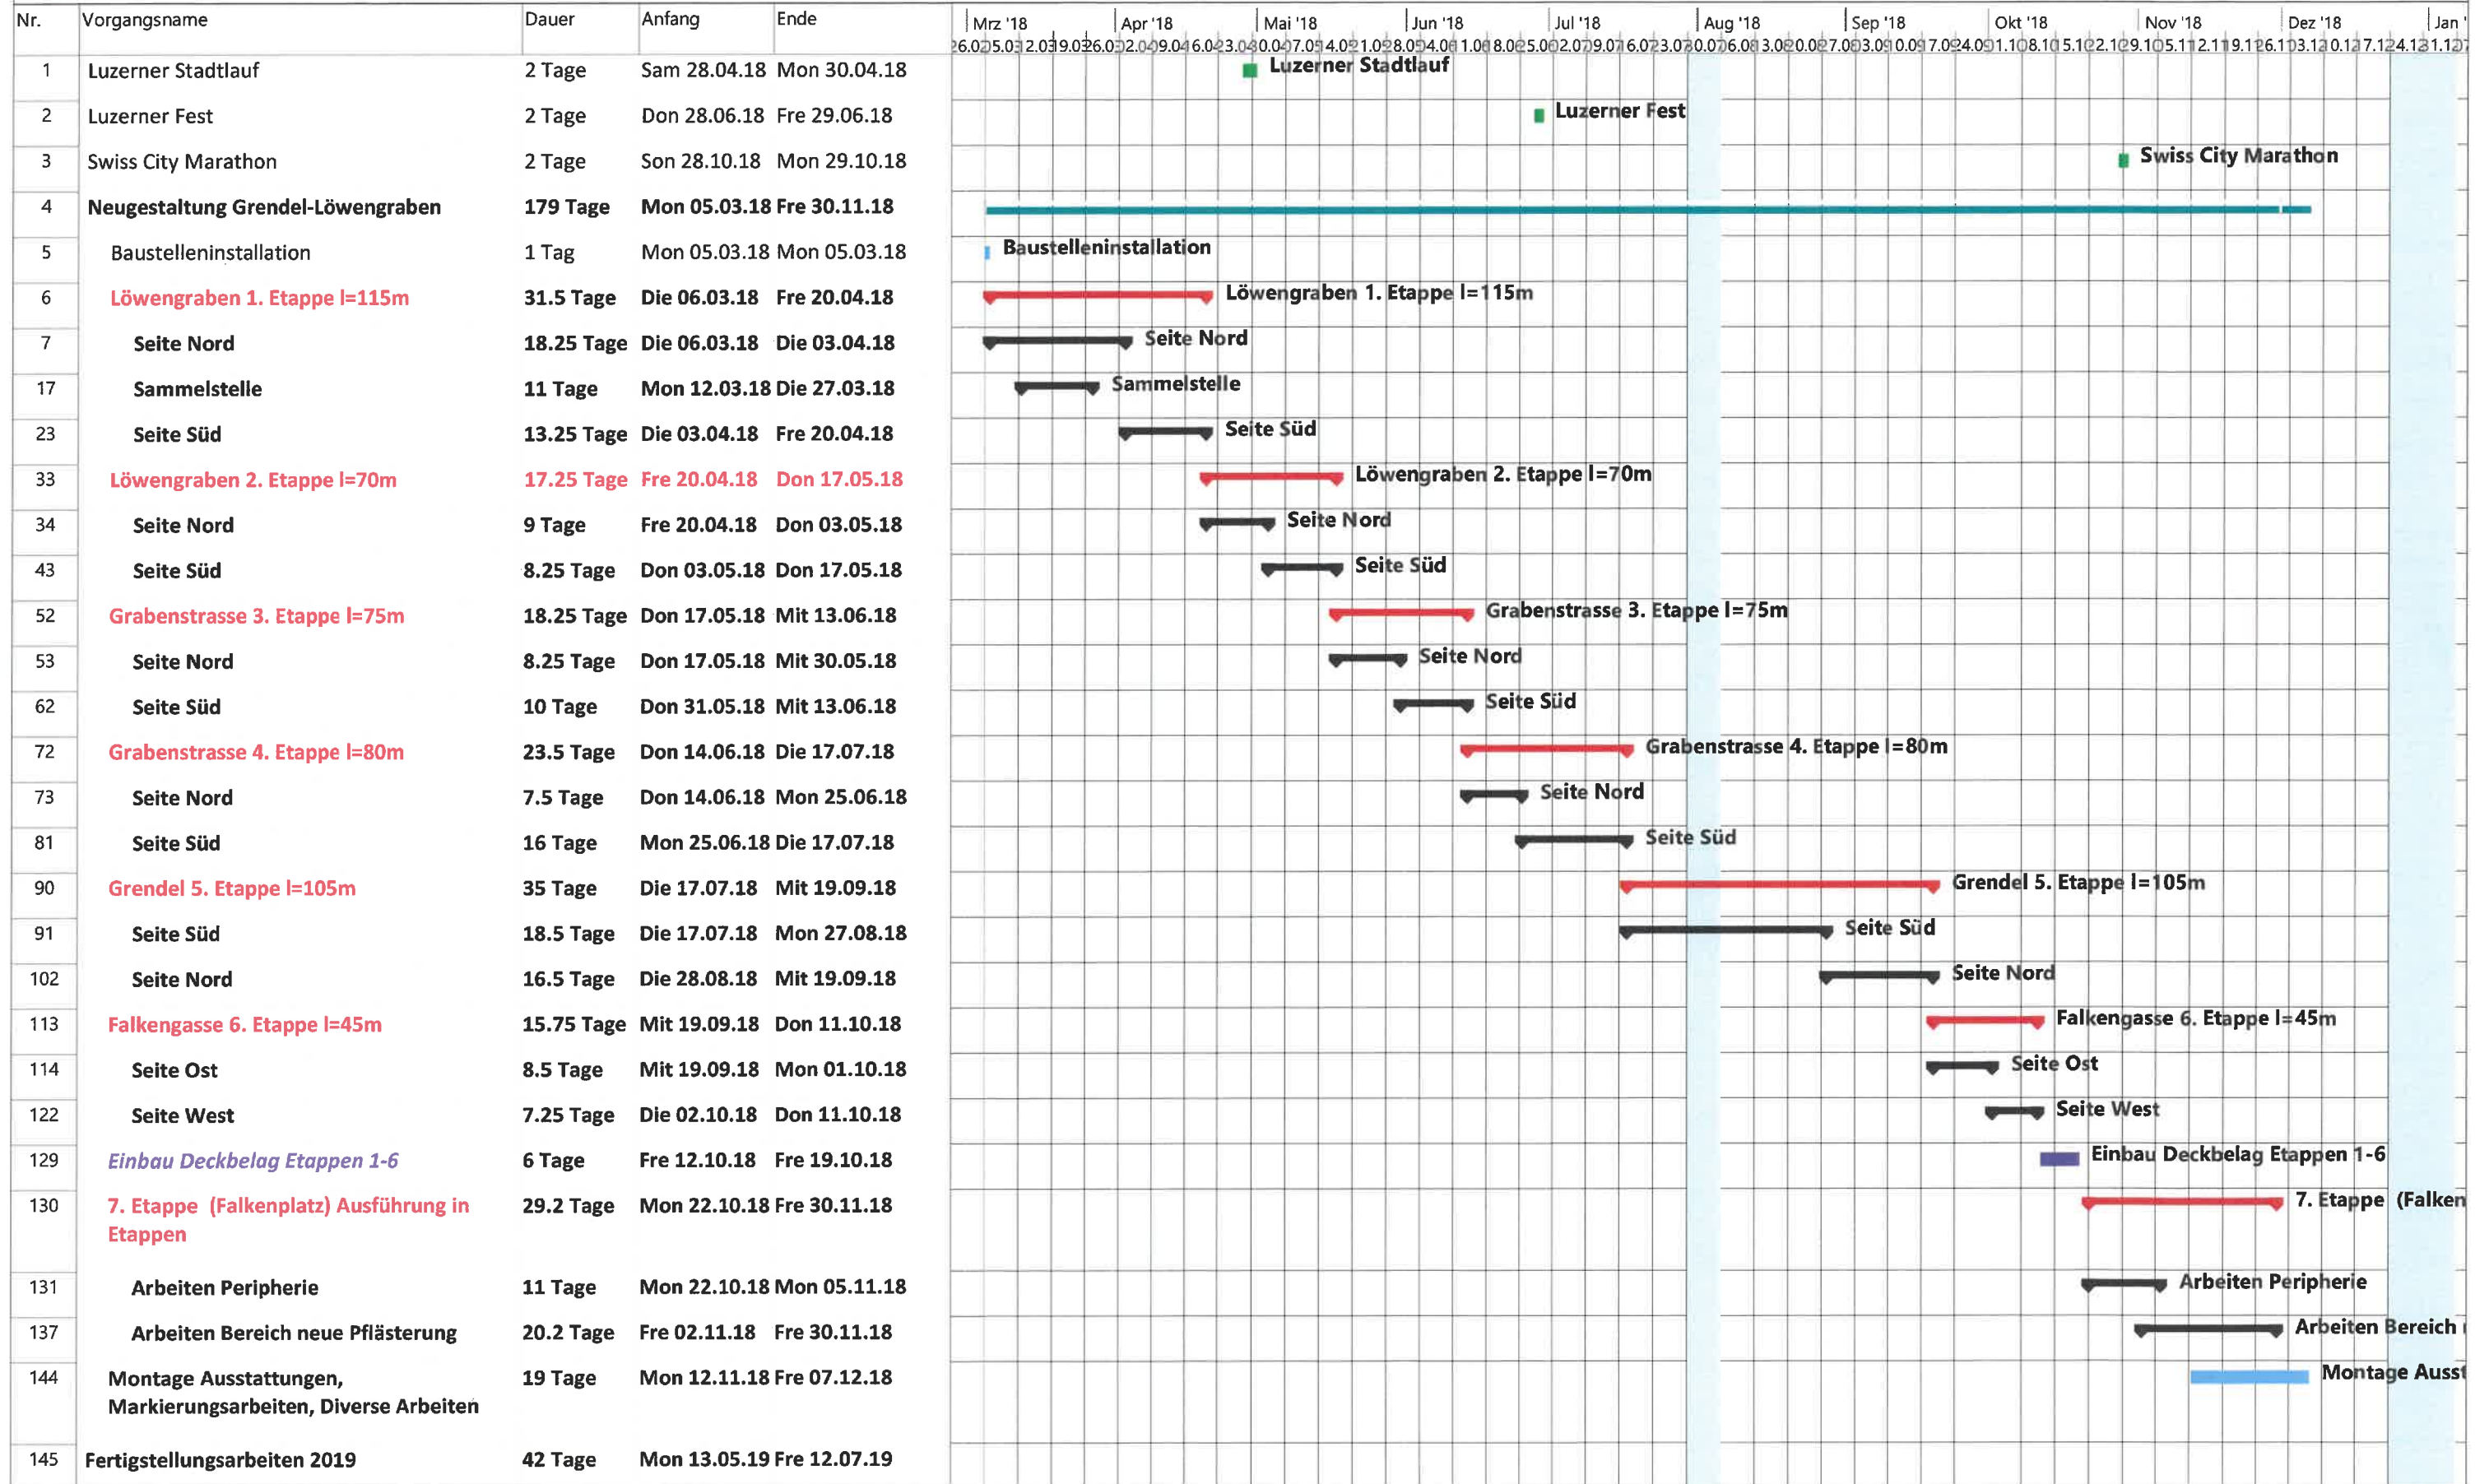 Nr. Vorgangsname Dauer Anfang Ende Mrz '18 Apr '18 Mai '18 Jun '18 Jul '18 Aug '18 Sep '18 Okt '18 Nov '18 Dez '18 Jan '
1 Luzerner Stadtlauf 2 Tage Sam 28.04.18 Mon 30.04.18 Luzerner Stadtlauf
2 Luzerner Fest 2 Tage Don 28.06.18 Fre 29.06.18 Luzerner Fest
3 Swiss City Marathon 2 Tage Son 28.10.18 Mon 29.10.18 Swiss City Marathon
4 Neugestaltung Grendel-Löwengraben 179 Tage Mon 05.03.18 Fre 30.11.18
5 Baustelleninstallation 1 Tag Mon 05.03.18 Mon 05.03.18 Baustelleninstallation
6 Löwengraben 1. Etappe l=115m 31.5 Tage Die 06.03.18 Fre 20.04.18 Löwengraben 1. Etappe l=115m
7 Seite Nord 18.25 Tage Die 06.03.18 Die 03.04.18 Seite Nord
17 Sammelstelle 11 Tage Mon 12.03.18 Die 27.03.18 Sammelstelle
23 Seite Süd 13.25 Tage Die 03.04.18 Fre 20.04.18 Seite Süd
33 Löwengraben 2. Etappe l=70m 17.25 Tage Fre 20.04.18 Don 17.05.18 Löwengraben 2. Etappe l=70m
34 Seite Nord 9 Tage Fre 20.04.18 Don 03.05.18 Seite Nord
43 Seite Süd 8.25 Tage Don 03.05.18 Don 17.05.18 Seite Süd
52 Grabenstrasse 3. Etappe l=75m 18.25 Tage Don 17.05.18 Mit 13.06.18 Grabenstrasse 3. Etappe l=75m
53 Seite Nord 8.25 Tage Don 17.05.18 Mit 30.05.18 Seite Nord
62 Seite Süd 10 Tage Don 31.05.18 Mit 13.06.18 Seite Süd
72 Grabenstrasse 4. Etappe l=80m 23.5 Tage Don 14.06.18 Die 17.07.18 Grabenstrasse 4. Etappe l=80m
73 Seite Nord 7.5 Tage Don 14.06.18 Mon 25.06.18 Seite Nord
81 Seite Süd 16 Tage Mon 25.06.18 Die 17.07.18 Seite Süd
90 Grendel 5. Etappe l=105m 35 Tage Die 17.07.18 Mit 19.09.18 Grendel 5. Etappe l=105m
91 Seite Süd 18.5 Tage Die 17.07.18 Mon 27.08.18 Seite Süd
102 Seite Nord 16.5 Tage Die 28.08.18 Mit 19.09.18 Seite Nord
113 Falkengasse 6. Etappe l=45m 15.75 Tage Mit 19.09.18 Don 11.10.18 Falkengasse 6. Etappe l=45m
114 Seite Ost 8.5 Tage Mit 19.09.18 Mon 01.10.18 Seite Ost
122 Seite West 7.25 Tage Die 02.10.18 Don 11.10.18 Seite West
129 Einbau Deckbelag Etappen 1-6 6 Tage Fre 12.10.18 Fre 19.10.18 Einbau Deckbelag Etappen 1-6
130 7. Etappe (Falkenplatz) Ausführung in 29.2 Tage Mon 22.10.18 Fre 30.11.18 7. Etappe (Falken
Etappen
131 Arbeiten Peripherie 11 Tage Mon 22.10.18 Mon 05.11.18 Arbeiten Peripherie
137 Arbeiten Bereich neue Pflästerung 20.2 Tage Fre 02.11.18 Fre 30.11.18 Arbeiten Bereich
144 Montage Ausstattungen, 19 Tage Mon 12.11.18 Fre 07.12.18 Montage Ausst
Markierungsarbeiten, Diverse Arbeiten
145 Fertigstellungsarbeiten 2019 42 Tage Mon 13.05.19 Fre 12.07.19